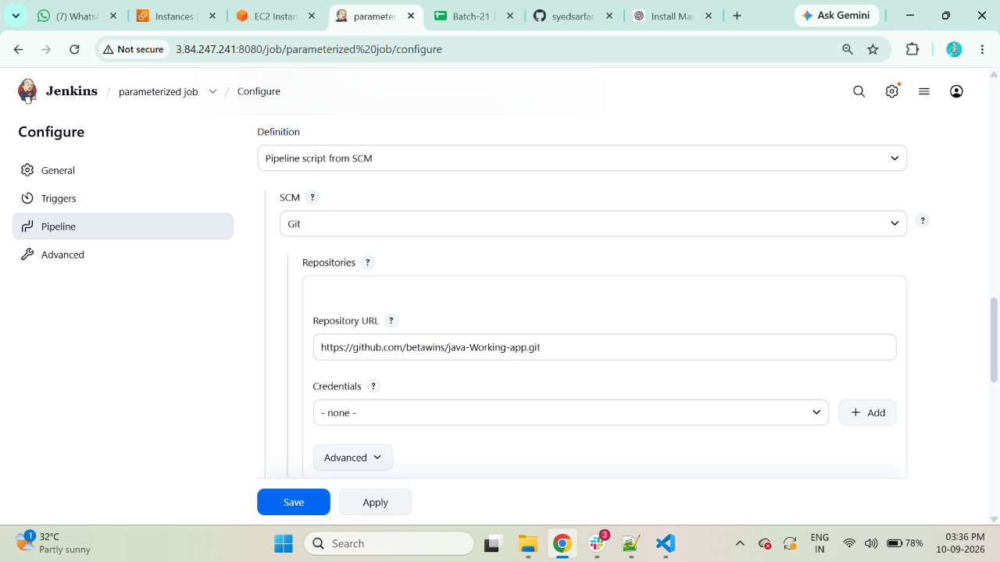 (7) WhatsA
Instances |
EC2 Instan
parameter
Batch-21 T
syedsarfara
Install Mav
Ask Gemini
Not secure
3.84.247.241:8080/job/parameterized%20job/configure
Jenkins / parameterized job / Configure
Configure
General
Triggers
Pipeline
Advanced
Definition
Pipeline script from SCM
SCM ?
Git
?
Repositories ?
Repository URL ?
https://github.com/betawins/java-Working-app.git
Credentials ?
- none -
+ Add
Advanced
Save
Apply
1
32°C
Partly sunny
Search
3
ENG
IN
78%
03:36 PM
10-09-2026